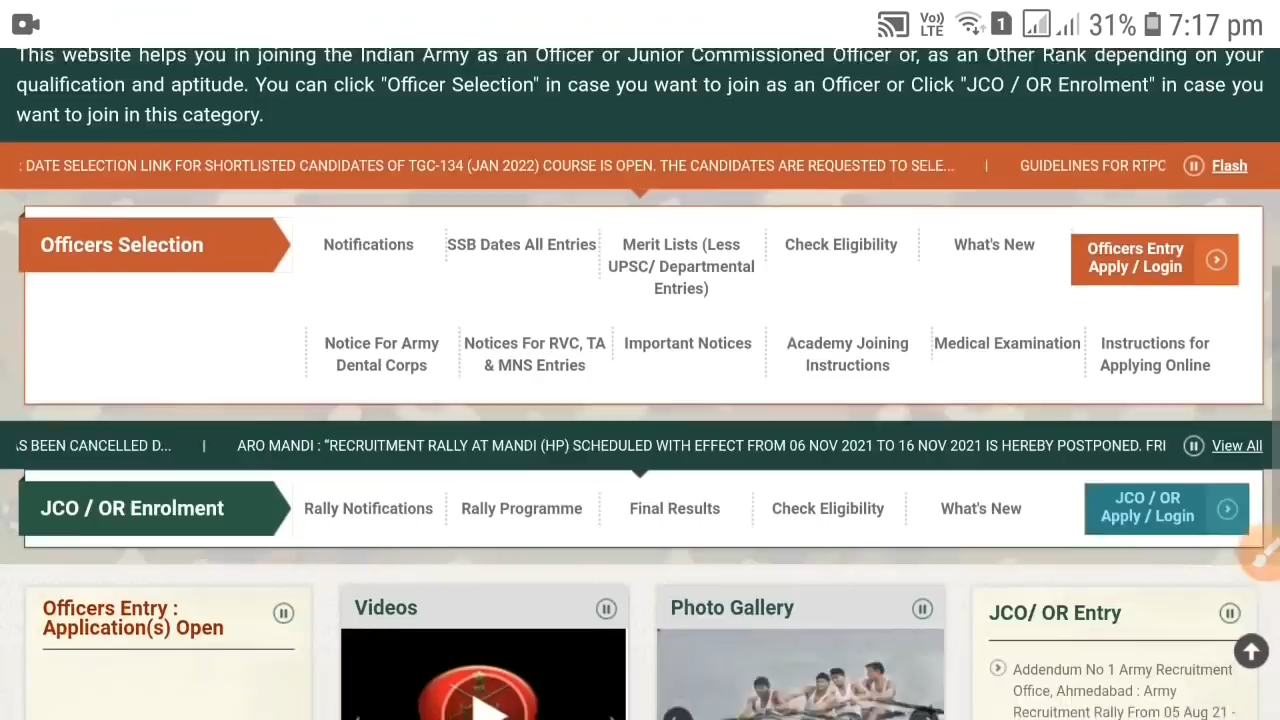 Vo)) LTE 1 31% 7:17 pm
This website helps you in joining the Indian Army as an Officer or Junior Commissioned Officer or, as an Other Rank depending on your
qualification and aptitude. You can click "Officer Selection" in case you want to join as an Officer or Click "JCO / OR Enrolment" in case you
want to join in this category.
: DATE SELECTION LINK FOR SHORTLISTED CANDIDATES OF TGC-134 (JAN 2022) COURSE IS OPEN. THE CANDIDATES ARE REQUESTED TO SELE... | GUIDELINES FOR RTPC Flash
Officers Selection
Notifications
SSB Dates All Entries
Merit Lists (Less
UPSC/ Departmental
Entries)
Check Eligibility
What's New
Officers Entry
Apply / Login
Notice For Army
Dental Corps
Notices For RVC, TA
& MNS Entries
Important Notices
Academy Joining
Instructions
Medical Examination
Instructions for
Applying Online
AS BEEN CANCELLED D... | ARO MANDI : “RECRUITMENT RALLY AT MANDI (HP) SCHEDULED WITH EFFECT FROM 06 NOV 2021 TO 16 NOV 2021 IS HEREBY POSTPONED. FRI View All
JCO / OR Enrolment
Rally Notifications
Rally Programme
Final Results
Check Eligibility
What's New
JCO / OR
Apply / Login
Officers Entry :
Application(s) Open
Videos
Photo Gallery
JCO/ OR Entry
Addendum No 1 Army Recruitment
Office, Ahmedabad : Army
Recruitment Rally From 05 Aug 21 -